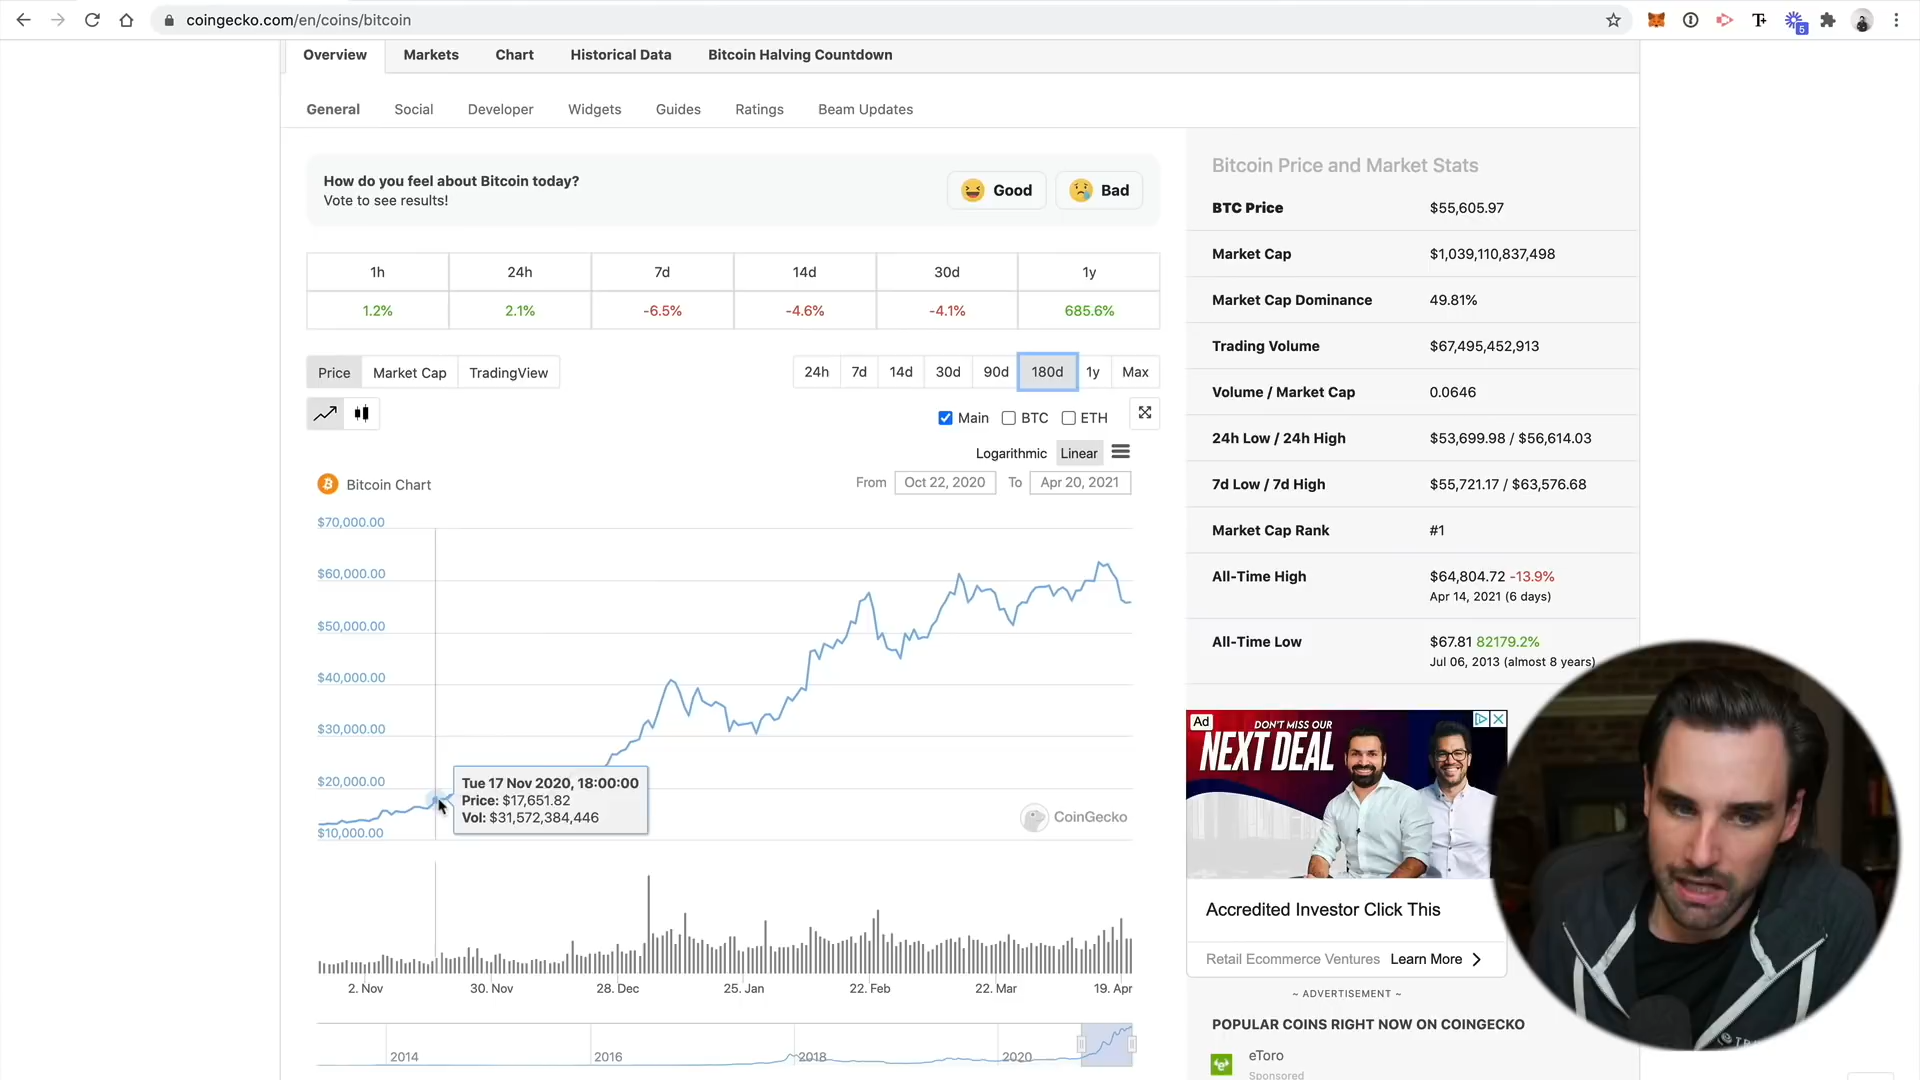 coingecko.com/en/coins/bitcoin
5
Overview Markets Chart Historical Data Bitcoin Halving Countdown
General Social Developer Widgets Guides Ratings Beam Updates
How do you feel about Bitcoin today?
Vote to see results!
Good Bad
1h 24h 7d 14d 30d 1y
1.2% 2.1% -6.5% -4.6% -4.1% 685.6%
Price Market Cap TradingView
24h 7d 14d 30d 90d 180d 1y Max
Main BTC ETH
Logarithmic Linear
Bitcoin Chart
From Oct 22, 2020 To Apr 20, 2021
$70,000.00
$60,000.00
$50,000.00
$40,000.00
$30,000.00
$20,000.00
$10,000.00
Tue 17 Nov 2020, 18:00:00
Price: $17,651.82
Vol: $31,572,384,446
CoinGecko
2. Nov 30. Nov 28. Dec 25. Jan 22. Feb 22. Mar 19. Apr
2014 2016 2018 2020
Bitcoin Price and Market Stats
BTC Price $55,605.97
Market Cap $1,039,110,837,498
Market Cap Dominance 49.81%
Trading Volume $67,495,452,913
Volume / Market Cap 0.0646
24h Low / 24h High $53,699.98 / $56,614.03
7d Low / 7d High $55,721.17 / $63,576.68
Market Cap Rank #1
All-Time High $64,804.72 -13.9%
Apr 14, 2021 (6 days)
All-Time Low $67.81 82179.2%
Jul 06, 2013 (almost 8 years)
Ad
DON'T MISS OUR
NEXT DEAL
Accredited Investor Click This
Retail Ecommerce Ventures Learn More
~ ADVERTISEMENT ~
POPULAR COINS RIGHT NOW ON COINGECKO
eToro
Sponsored